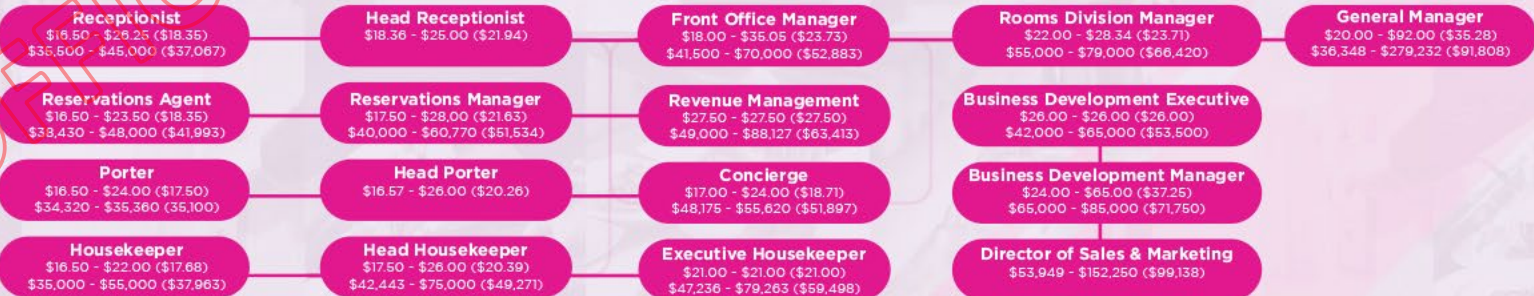 Receptionist
$16.50 - $26.25 ($18.35)
$35,500 - $45,000 ($37,067)
Head Receptionist
$18.36 - $25.00 ($21.94)
Front Office Manager
$18.00 - $35.05 ($23.73)
$41,500 - $70,000 ($52,883)
Rooms Division Manager
$22.00 - $28.34 ($23.71)
$55,000 - $79,000 ($66,420)
General Manager
$20.00 - $92.00 ($35.28)
$36,348 - $279,232 ($91,808)
Reservations Agent
$16.50 - $23.50 ($18.35)
$38,430 - $48,000 ($41,993)
Reservations Manager
$17.50 - $28.00 ($21.63)
$40,000 - $60,770 ($51,534)
Revenue Management
$27.50 - $27.50 ($27.50)
$49,000 - $88,127 ($63,413)
Business Development Executive
$26.00 - $26.00 ($26.00)
$42,000 - $65,000 ($53,500)
Porter
$16.50 - $24.00 ($17.50)
$34,320 - $35,360 (35,100)
Head Porter
$16.57 - $26.00 ($20.26)
Concierge
$17.00 - $24.00 ($18.71)
$48,175 - $55,620 ($51,897)
Business Development Manager
$24.00 - $65.00 ($37.25)
$65,000 - $85,000 ($71,750)
Housekeeper
$16.50 - $22.00 ($17.68)
$35,000 - $55,000 ($37,963)
Head Housekeeper
$17.50 - $26.00 ($20.39)
$42,443 - $75,000 ($49,271)
Executive Housekeeper
$21.00 - $21.00 ($21.00)
$47,236 - $79,263 ($59,498)
Director of Sales & Marketing
$53,949 - $152,250 ($99,138)